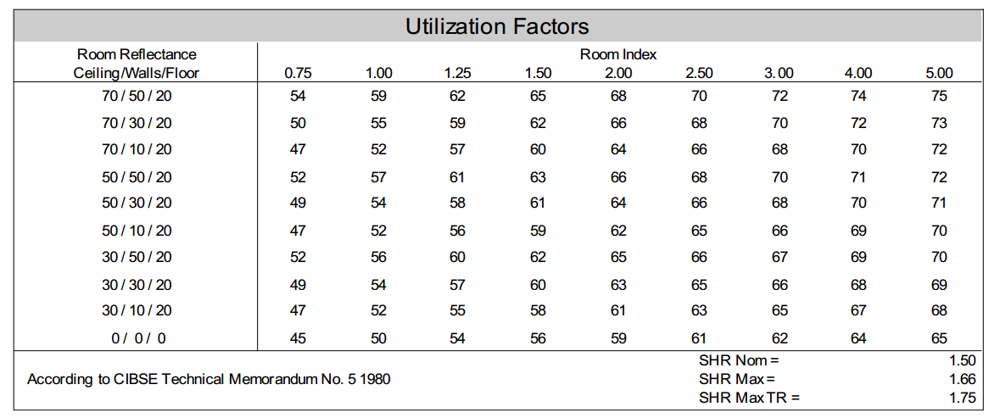 Utilization Factors
Room Reflectance Room Index
Ceiling/Walls/Floor 0.75 1.00 1.25 1.50 2.00 2.50 3.00 4.00 5.00
70 / 50 / 20 54 59 62 65 68 70 72 74 75
70 / 30 / 20 50 55 59 62 66 68 70 72 73
70 / 10 / 20 47 52 57 60 64 66 68 70 72
50 / 50 / 20 52 57 61 63 66 68 70 71 72
50 / 30 / 20 49 54 58 61 64 66 68 70 71
50 / 10 / 20 47 52 56 59 62 65 66 69 70
30 / 50 / 20 52 56 60 62 65 66 67 69 70
30 / 30 / 20 49 54 57 60 63 65 66 68 69
30 / 10 / 20 47 52 55 58 61 63 65 67 68
0 / 0 / 0 45 50 54 56 59 61 62 64 65
SHR Nom = 1.50
According to CIBSE Technical Memorandum No. 5 1980 SHR Max = 1.66
SHR Max TR = 1.75